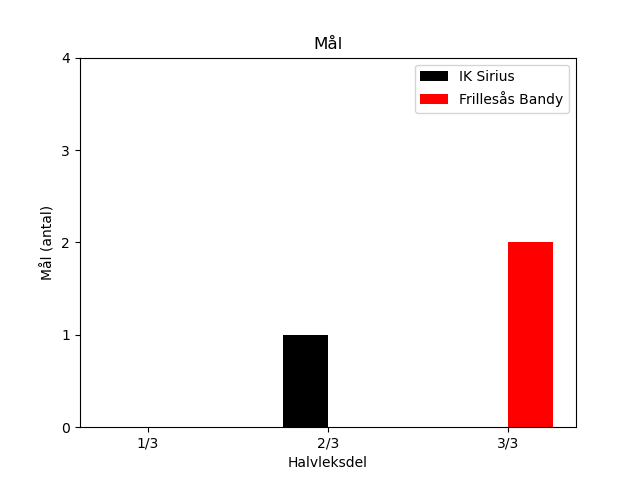 Mål
IK Sirius
Frillesås Bandy
4
3
2
1
0
Mål (antal)
1/3 2/3 3/3
Halvleksdel